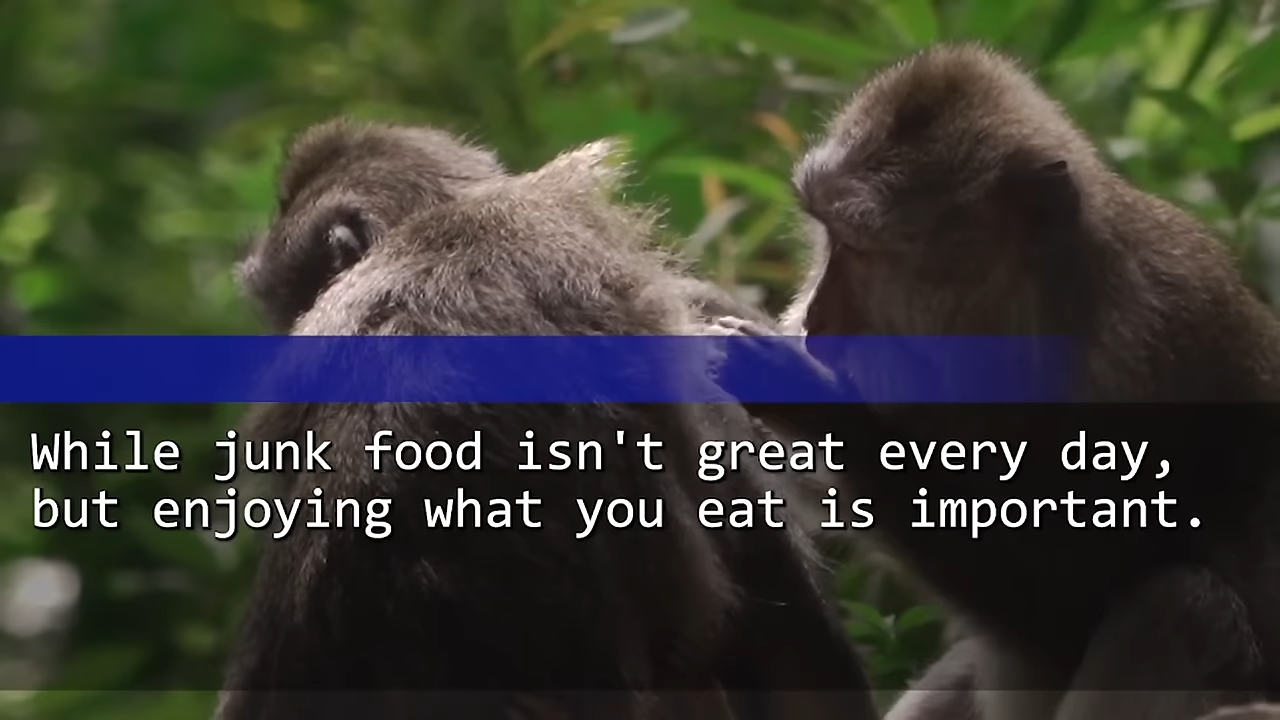 While junk food isn't great every day,
but enjoying what you eat is important.